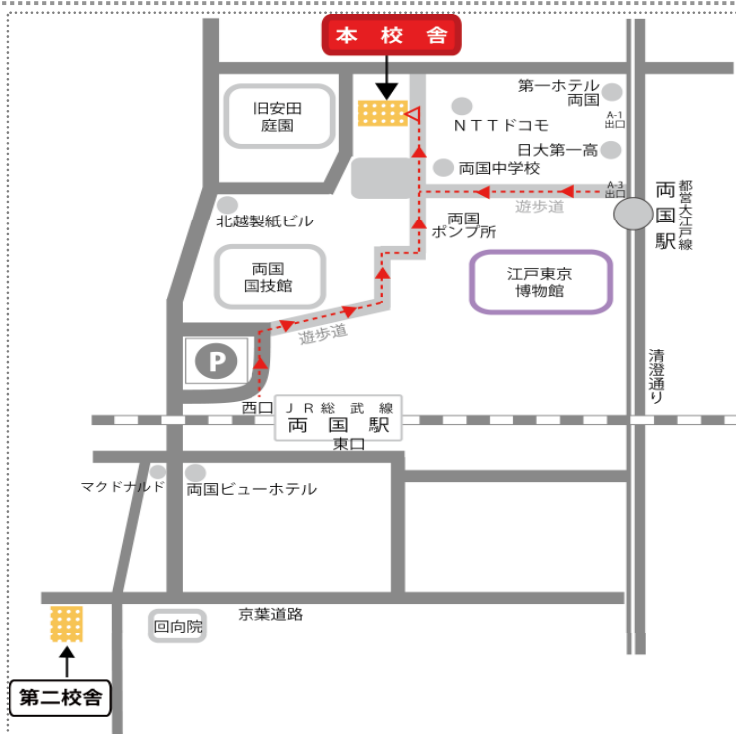 本 校 舎
旧安田
庭園
第一ホテル
両国
A-1
出口
ＮＴＴドコモ
日大第一高
両国中学校
A-3
出口
遊歩道
両国駅
都営大江戸線
北越製紙ビル
両国
ポンプ所
両国
国技館
江戸東京
博物館
遊歩道
P
清澄通り
西口
ＪＲ総武線
両国駅
東口
マクドナルド
両国ビューホテル
京葉道路
回向院
第二校舎